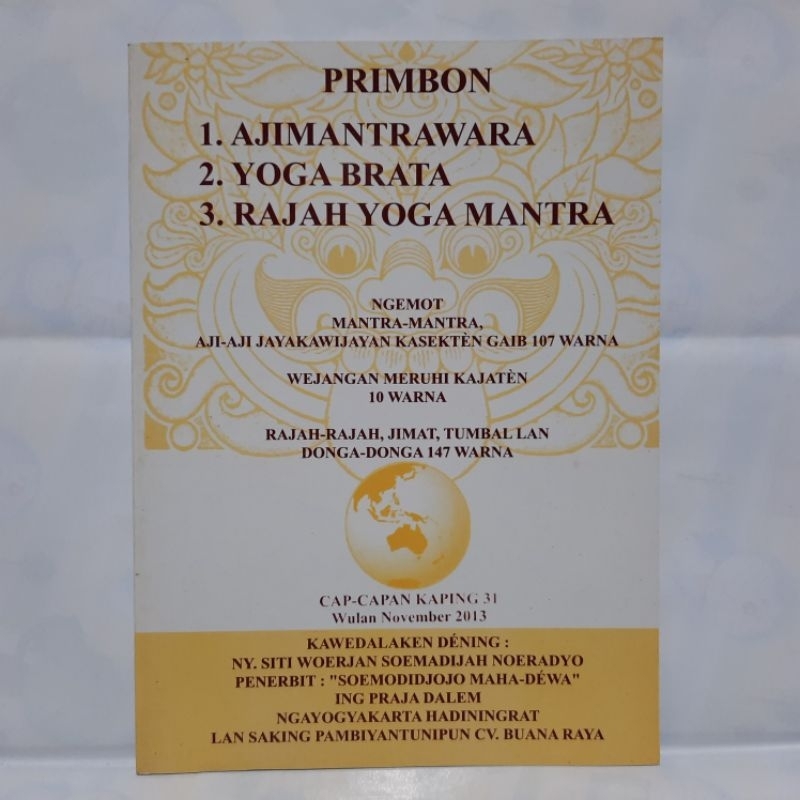 PRIMBON
1. AJIMANTRAWARA
2. YOGA BRATA
3. RAJAH YOGA MANTRA
NGEMOT
MANTRA-MANTRA,
AJI-AJI JAYAKAWIJAYAN KASEKTÈN GAIB 107 WARNA
WEJANGAN MERUHI KAJATÈN
10 WARNA
RAJAH-RAJAH, JIMAT, TUMBAL LAN
DONGA-DONGA 147 WARNA
CAP-CAPAN KAPING 31
Wulan November 2013
KAWEDALAKEN DÉNING :
NY. SITI WOERJAN SOEMADIJAH NOERADYO
PENERBIT : "SOEMODIDJOJO MAHA-DÉWA"
ING PRAJA DALEM
NGAYOGYAKARTA HADININGRAT
LAN SAKING PAMBIYANTUNIPUN CV. BUANA RAYA